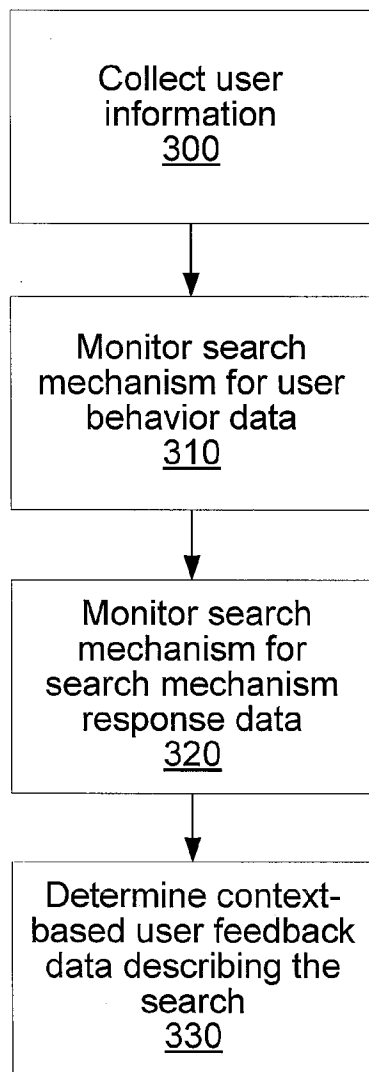 Collect user
information
300
Monitor search
mechanism for user
behavior data
310
Monitor search
mechanism for
search mechanism
response data
320
Determine context-
based user feedback
data describing the
search
330